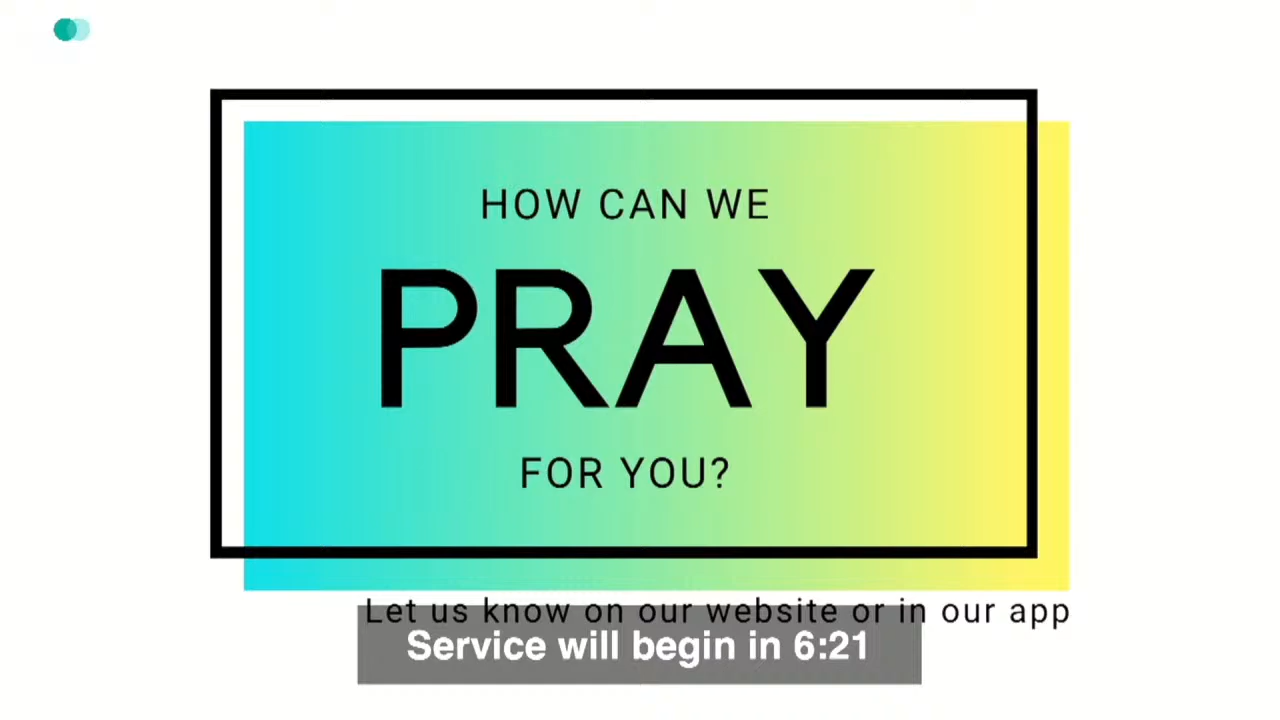 HOW CAN WE
PRAY
FOR YOU?
Let us know on our website or in our app
Service will begin in 6:21